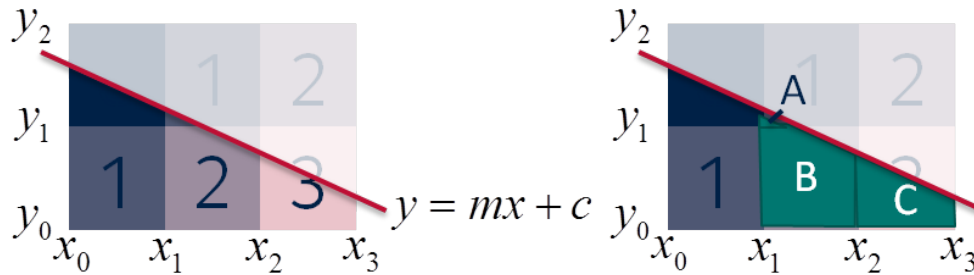 y₂ y₂
1 2 1 2
A
y₁ y₁
1 2 3 1 B C 2
y = mx + c
y₀ y₀
x₀ x₁ x₂ x₃ x₀ x₁ x₂ x₃